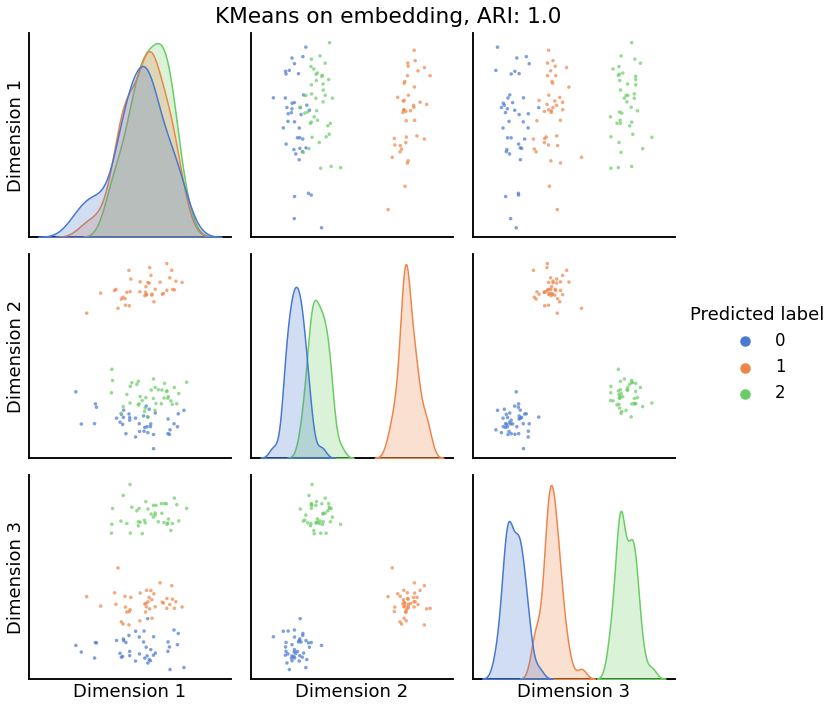 KMeans on embedding, ARI: 1.0
Dimension 1
Dimension 2
Dimension 3
Predicted label
0
1
2
Dimension 1
Dimension 2
Dimension 3